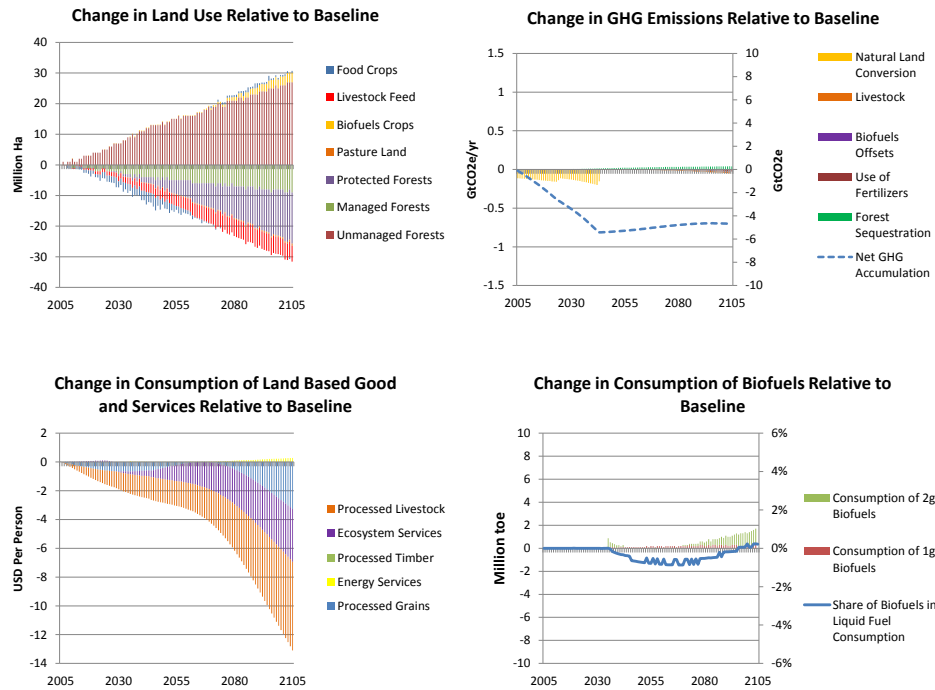 Change in Land Use Relative to Baseline
Million Ha
40
30
20
10
0
-10
-20
-30
-40
2005 2030 2055 2080 2105
Food Crops
Livestock Feed
Biofuels Crops
Pasture Land
Protected Forests
Managed Forests
Unmanaged Forests
Change in GHG Emissions Relative to Baseline
GtCO2e/yr
1.5
1
0.5
0
-0.5
-1
-1.5
10
8
6
4
2
0
-2
-4
-6
-8
-10
GtCO2e
2005 2030 2055 2080 2105
Natural Land
Conversion
Livestock
Biofuels
Offsets
Use of
Fertilizers
Forest
Sequestration
Net GHG
Accumulation
Change in Consumption of Land Based Good
and Services Relative to Baseline
USD Per Person
2
0
-2
-4
-6
-8
-10
-12
-14
2005 2030 2055 2080 2105
Processed Livestock
Ecosystem Services
Processed Timber
Energy Services
Processed Grains
Change in Consumption of Biofuels Relative to
Baseline
Million toe
10
8
6
4
2
0
-2
-4
-6
-8
-10
6%
4%
2%
0%
-2%
-4%
-6%
2005 2030 2055 2080 2105
Consumption of 2g
Biofuels
Consumption of 1g
Biofuels
Share of Biofuels in
Liquid Fuel
Consumption